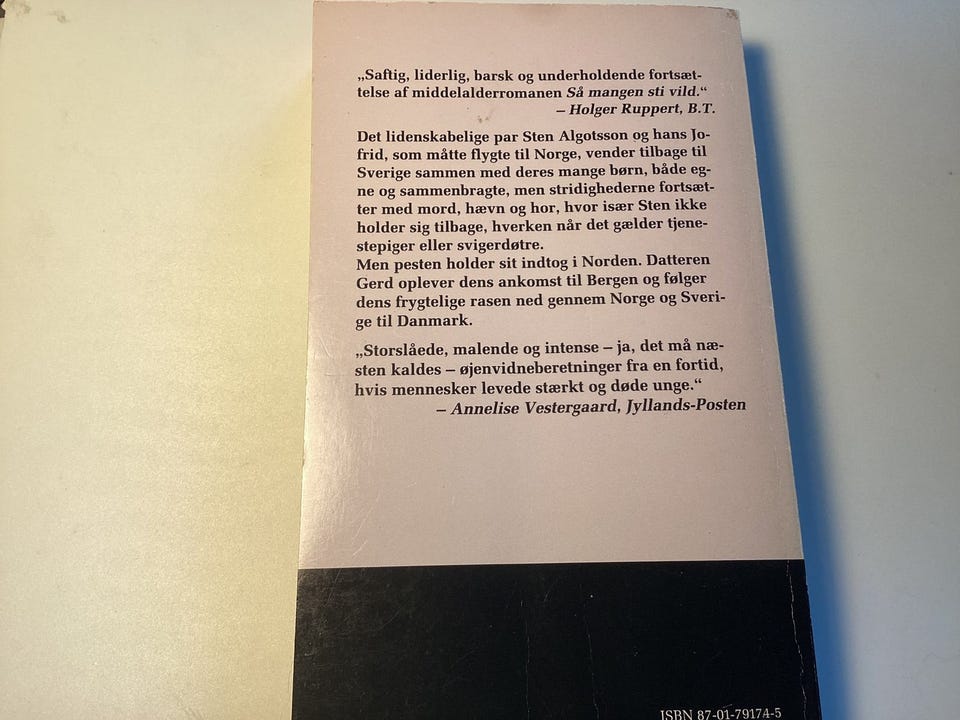 „Saftig, liderlig, barsk og underholdende fortsæt-
telse af middelalderromanen Så mangen sti vild.“
– Holger Ruppert, B.T.
Det lidenskabelige par Sten Algotsson og hans Jo-
frid, som måtte flygte til Norge, vender tilbage til
Sverige sammen med deres mange børn, både eg-
ne og sammenbragte, men stridighederne fortsæt-
ter med mord, hævn og hor, hvor især Sten ikke
holder sig tilbage, hverken når det gælder tjene-
stepiger eller svigerdøtre.
Men pesten holder sit indtog i Norden. Datteren
Gerd oplever dens ankomst til Bergen og følger
dens frygtelige rasen ned gennem Norge og Sveri-
ge til Danmark.
„Storslåede, malende og intense – ja, det må næ-
sten kaldes – øjenvidneberetninger fra en fortid,
hvis mennesker levede stærkt og døde unge.“
– Annelise Vestergaard, Jyllands-Posten
ISBN 87-01-79174-5